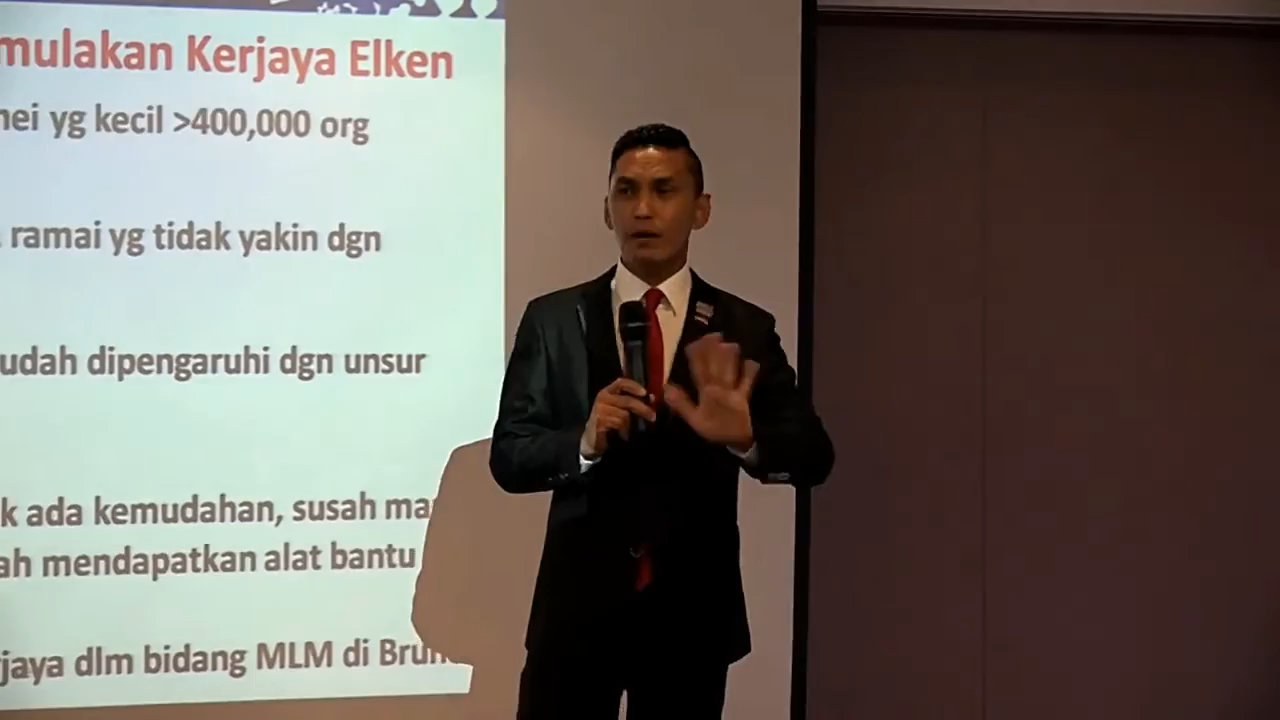 mulakan Kerjaya Elken
nei yg kecil >400,000 org
ramai yg tidak yakin dgn
udah dipengaruhi dgn unsur
k ada kemudahan, susah ma
ah mendapatkan alat bantu
jaya dlm bidang MLM di Brun